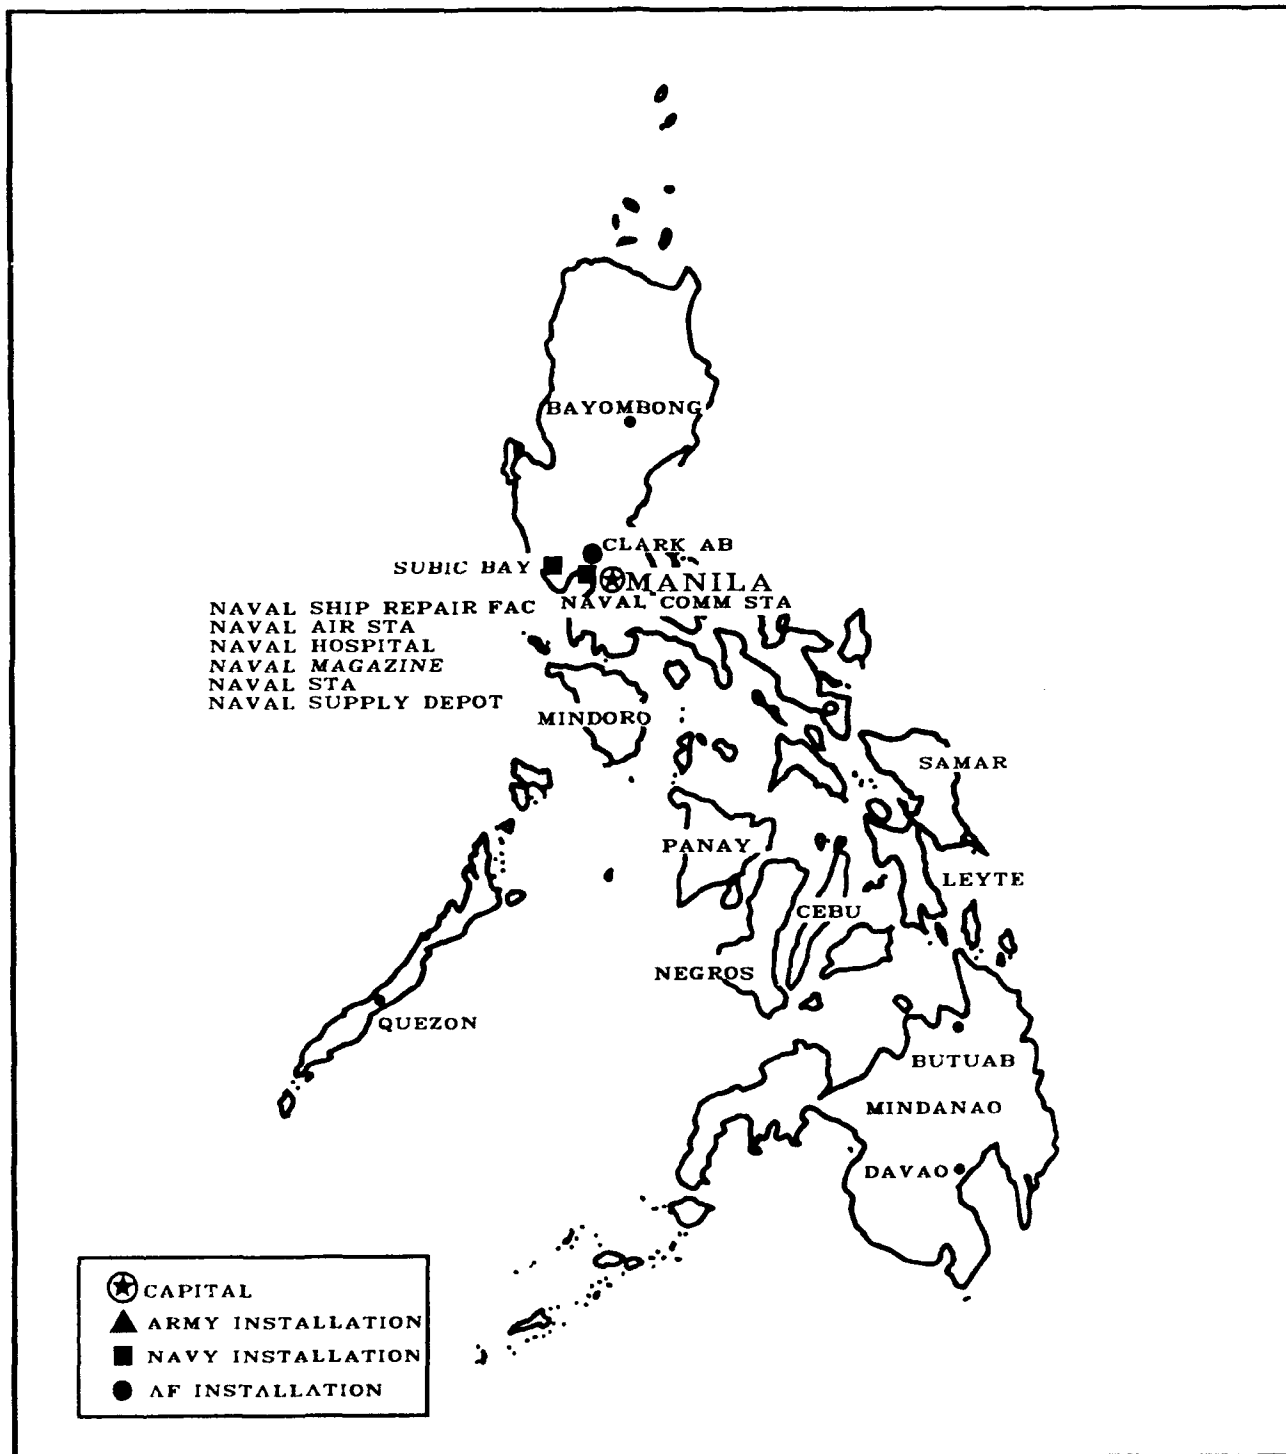 BAYOMBONG
CLARK AB
SUBIC BAY
MANILA
NAVAL COMM STA
NAVAL SHIP REPAIR FAC
NAVAL AIR STA
NAVAL HOSPITAL
NAVAL MAGAZINE
NAVAL STA
NAVAL SUPPLY DEPOT
MINDORO
SAMAR
PANAY
LEYTE
CEBU
NEGROS
QUEZON
BUTUAB
MINDANAO
DAVAO
CAPITAL
ARMY INSTALLATION
NAVY INSTALLATION
AF INSTALLATION